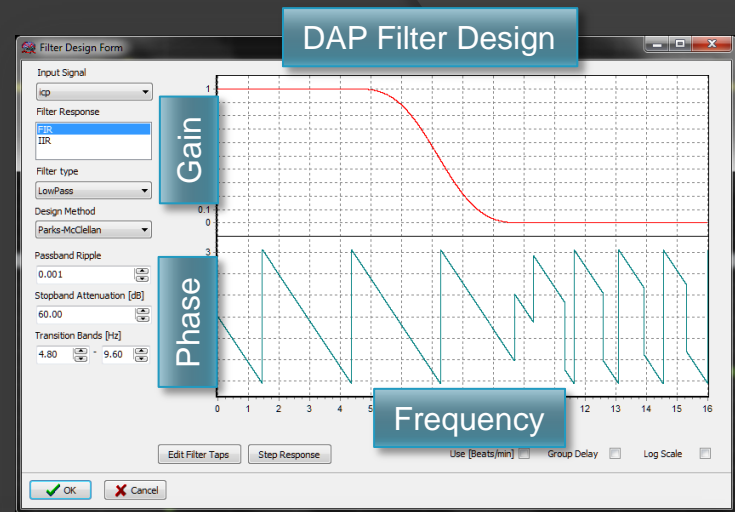 DAP Filter Design
Filter Design Form
Input Signal
icp
Filter Response
FIR
IIR
Filter type
LowPass
Design Method
Parks-McClellan
Passband Ripple
0.001
Stopband Attenuation [dB]
60.00
Transition Bands [Hz]
4.80 - 9.60
Gain
1
0.1
0
Phase
3
0 1 2 3 4 5 12 13 14 15 16
Frequency
Edit Filter Taps
Step Response
Use [Beats/min]
Group Delay
Log Scale
OK
Cancel